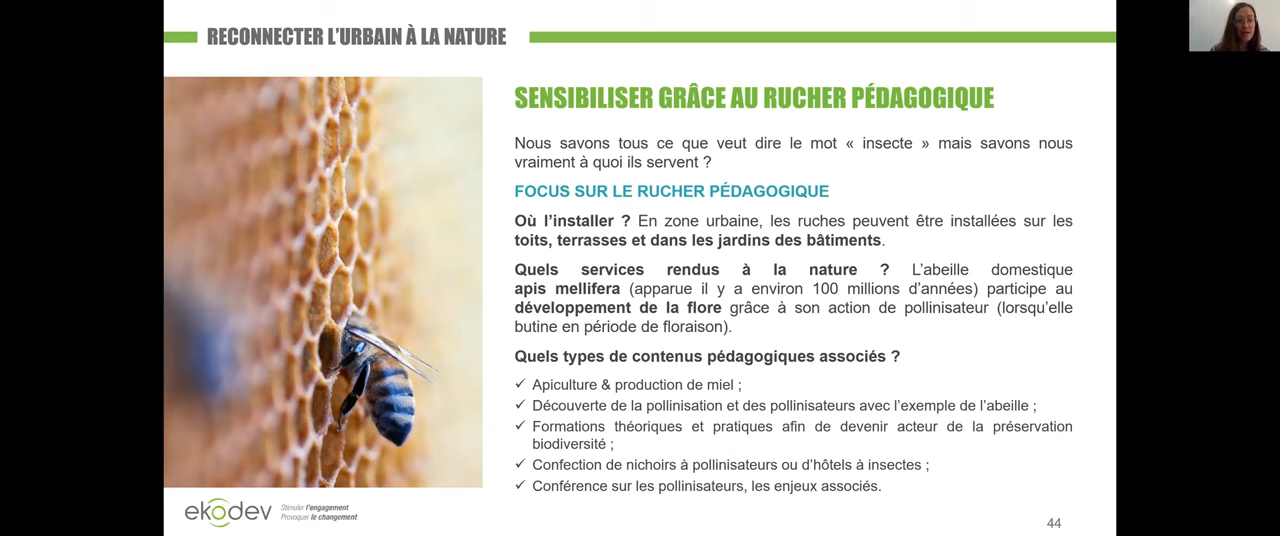 RECONNECTER L’URBAIN À LA NATURE
SENSIBILISER GRÂCE AU RUCHER PÉDAGOGIQUE
Nous savons tous ce que veut dire le mot « insecte » mais savons nous
vraiment à quoi ils servent ?
FOCUS SUR LE RUCHER PÉDAGOGIQUE
Où l’installer ? En zone urbaine, les ruches peuvent être installées sur les
toits, terrasses et dans les jardins des bâtiments.
Quels services rendus à la nature ? L’abeille domestique
apis mellifera (apparue il y a environ 100 millions d’années) participe au
développement de la flore grâce à son action de pollinisateur (lorsqu’elle
butine en période de floraison).
Quels types de contenus pédagogiques associés ?
✓ Apiculture & production de miel ;
✓ Découverte de la pollinisation et des pollinisateurs avec l’exemple de l’abeille ;
✓ Formations théoriques et pratiques afin de devenir acteur de la préservation
biodiversité ;
✓ Confection de nichoirs à pollinisateurs ou d’hôtels à insectes ;
✓ Conférence sur les pollinisateurs, les enjeux associés.
ekodev
Stimuler l’engagement
Provoquer le changement
44